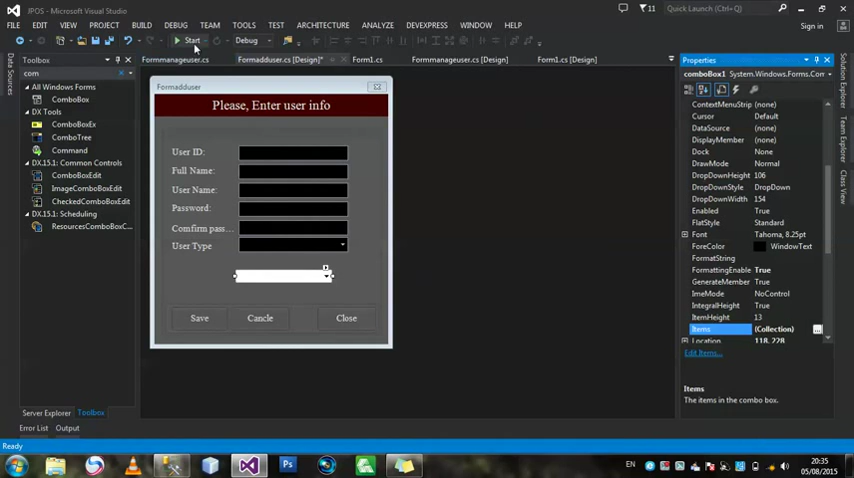 JPOS - Microsoft Visual Studio
11
Quick Launch (Ctrl+Q)
FILE EDIT VIEW PROJECT BUILD DEBUG TEAM TOOLS TEST ARCHITECTURE ANALYZE DEVEXPRESS WINDOW HELP
Sign in
Start
Debug
Data Sources
Toolbox
com
All Windows Forms
ComboBox
DX Tools
ComboBoxEx
ComboTree
Command
DX.15.1: Common Controls
ComboBoxEdit
ImageComboBoxEdit
CheckedComboBoxEdit
DX.15.1: Scheduling
ResourcesComboBoxC...
Server Explorer Toolbox
Error List Output
Formmanageuser.cs Formadduser.cs [Design]* Form1.cs Formmanageuser.cs [Design] Form1.cs [Design]
Formadduser
Please, Enter user info
User ID:
Full Name:
User Name:
Password:
Comfirm pass...
User Type
Save Cancle Close
Properties
comboBox1 System.Windows.Forms.Com
ContextMenuStrip (none)
Cursor Default
DataSource (none)
DisplayMember (none)
Dock None
DrawMode Normal
DropDownHeight 106
DropDownStyle DropDown
DropDownWidth 154
Enabled True
FlatStyle Standard
Font Tahoma, 8.25pt
ForeColor WindowText
FormatString
FormattingEnable True
GenerateMember True
ImeMode NoControl
IntegralHeight True
ItemHeight 13
Items (Collection) ...
Location 118, 228
Edit Items...
Items
The items in the combo box.
Solution Explorer
Team Explorer
Class View
Ready
EN
20:35
05/08/2015